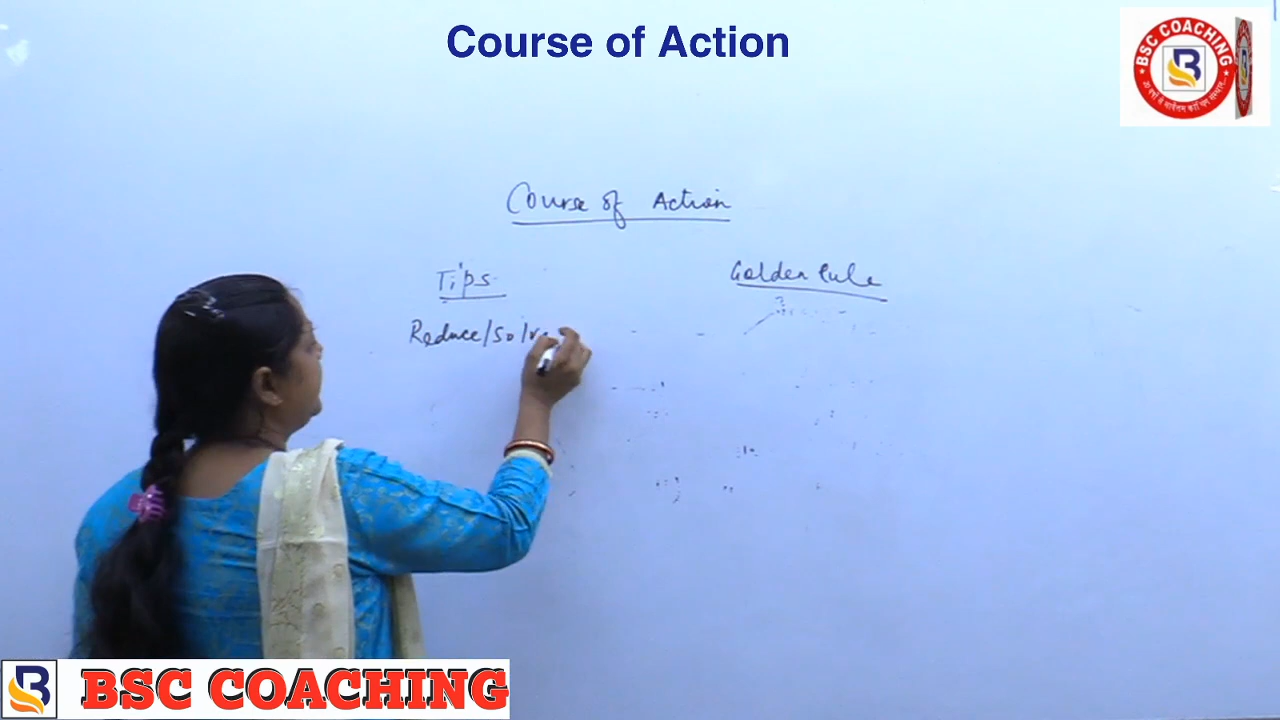 Course of Action
BSC COACHING
B
Course of Action
Tips
Golden Rule
Reduce/Solve
B
BSC COACHING